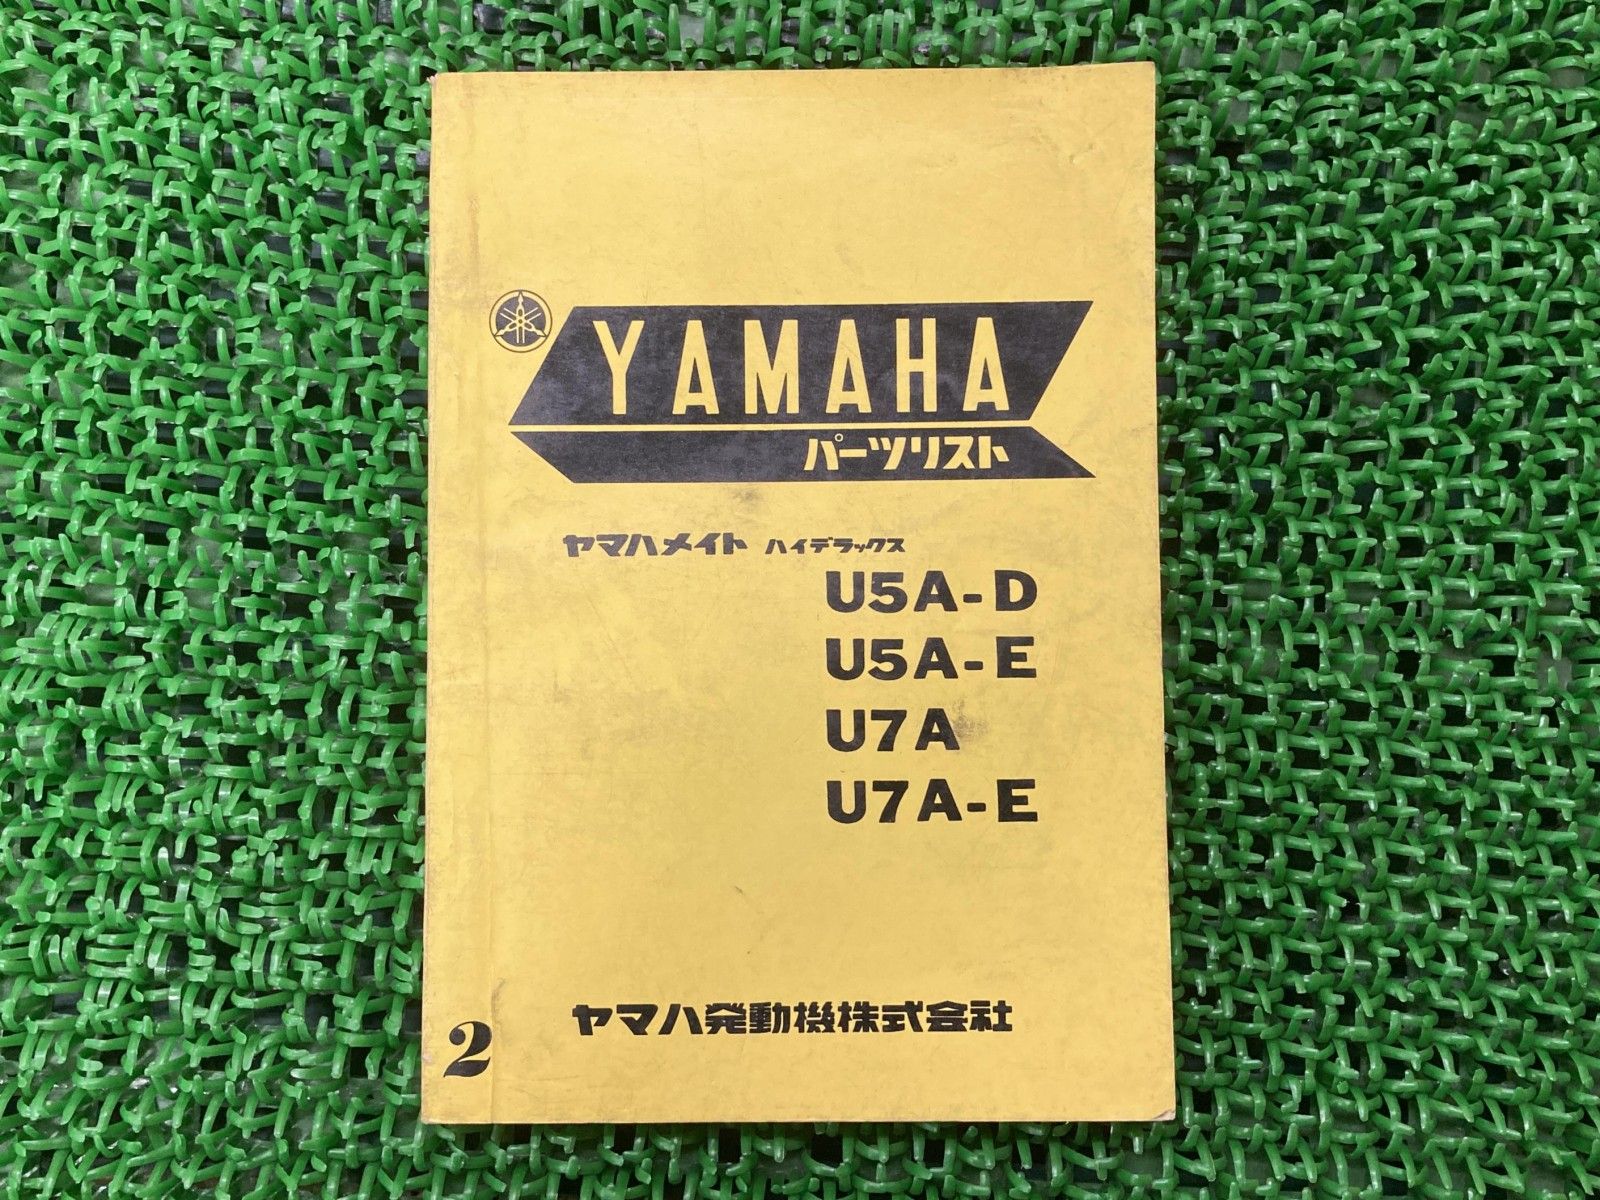 YAMAHA
パーツリスト
ヤマハメイト ハイデラックス
U5A-D
U5A-E
U7A
U7A-E
ヤマハ発動機株式会社
2